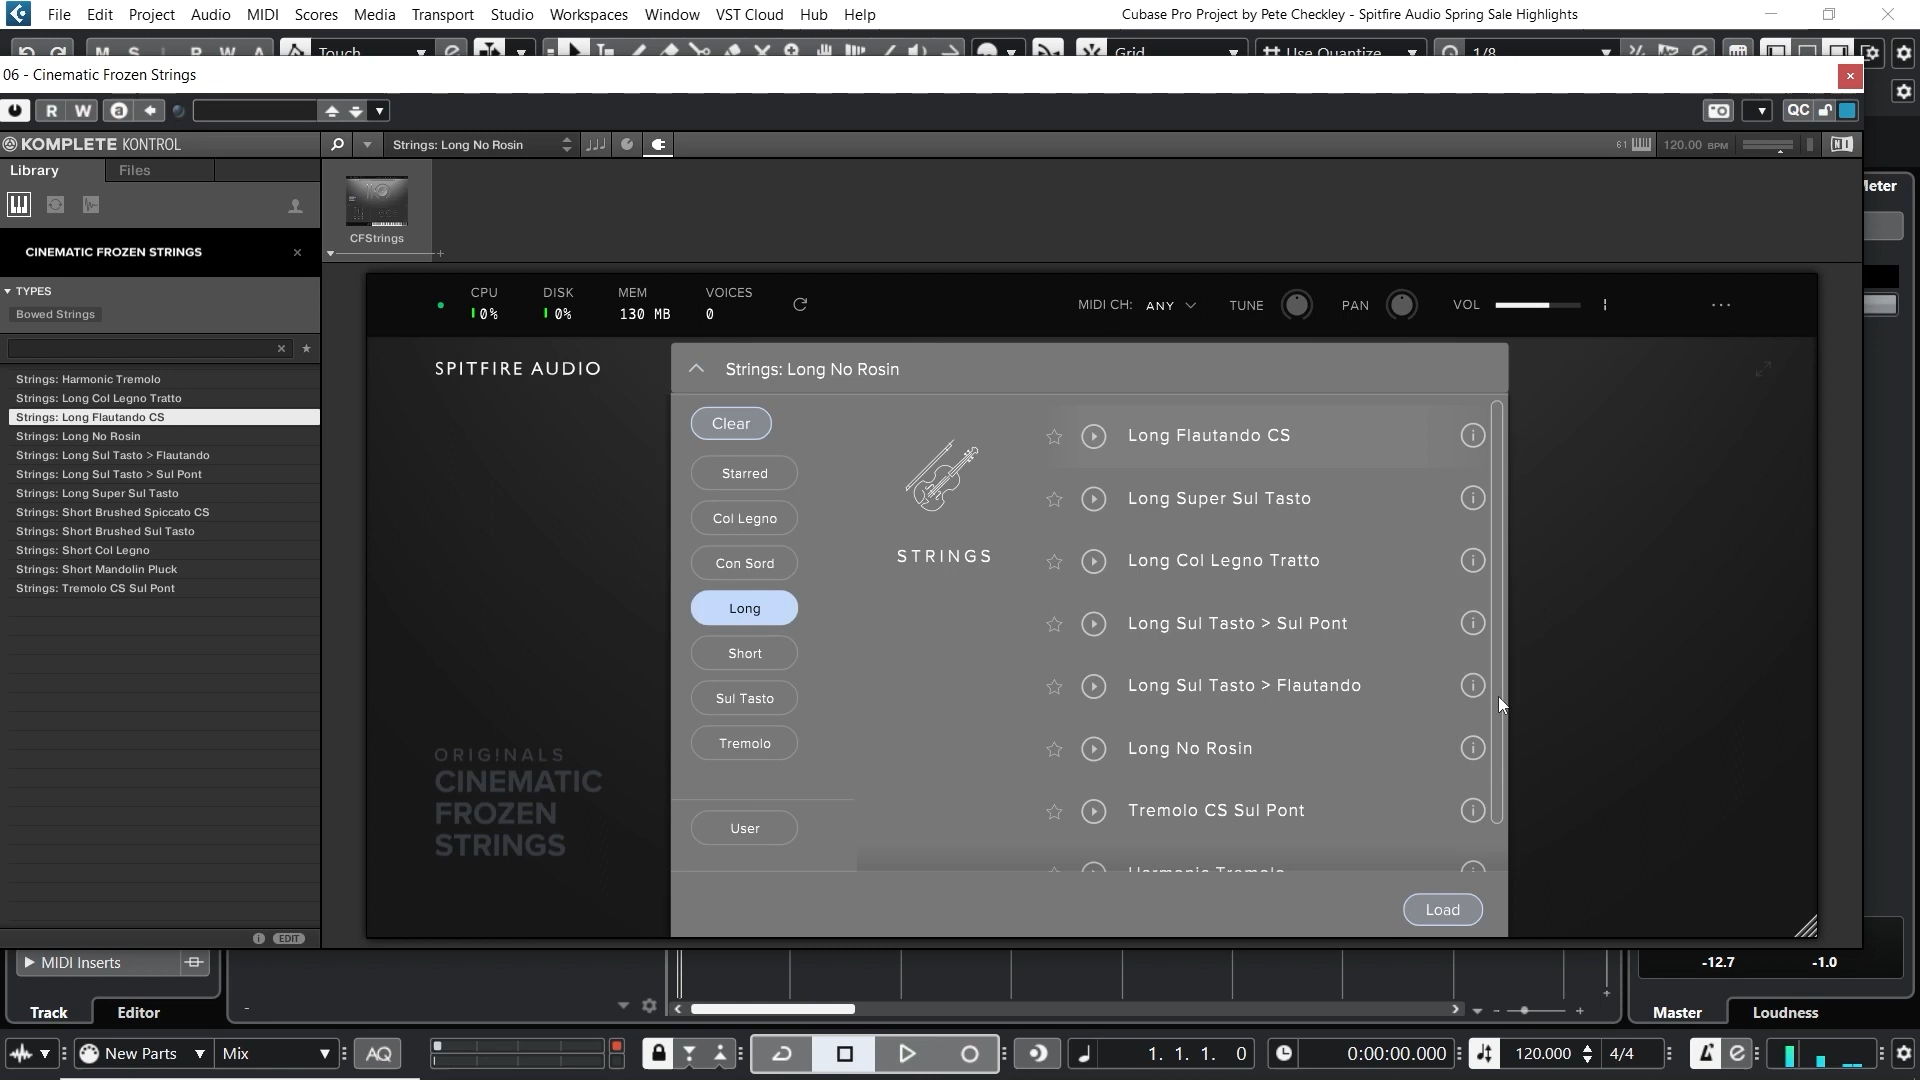 File Edit Project Audio MIDI Scores Media Transport Studio Workspaces Window VST Cloud Hub Help
Cubase Pro Project by Pete Checkley - Spitfire Audio Spring Sale Highlights
Touch
Grid
Use Quantize
1/8
06 - Cinematic Frozen Strings
R W a
QC
KOMPLETE KONTROL
Strings: Long No Rosin
61
120.00 BPM
Library
Files
CFStrings
CINEMATIC FROZEN STRINGS
TYPES
Bowed Strings
Strings: Harmonic Tremolo
Strings: Long Col Legno Tratto
Strings: Long Flautando CS
Strings: Long No Rosin
Strings: Long Sul Tasto > Flautando
Strings: Long Sul Tasto > Sul Pont
Strings: Long Super Sul Tasto
Strings: Short Brushed Spiccato CS
Strings: Short Brushed Sul Tasto
Strings: Short Col Legno
Strings: Short Mandolin Pluck
Strings: Tremolo CS Sul Pont
EDIT
CPU
0%
DISK
0%
MEM
130 MB
VOICES
0
MIDI CH: ANY
TUNE
PAN
VOL
SPITFIRE AUDIO
ORIGINALS
CINEMATIC
FROZEN
STRINGS
Strings: Long No Rosin
Clear
Starred
Col Legno
Con Sord
Long
Short
Sul Tasto
Tremolo
User
STRINGS
Long Flautando CS
Long Super Sul Tasto
Long Col Legno Tratto
Long Sul Tasto > Sul Pont
Long Sul Tasto > Flautando
Long No Rosin
Tremolo CS Sul Pont
Harmonic Tremolo
Load
MIDI Inserts
Track
Editor
-12.7
-1.0
Master
Loudness
New Parts
Mix
AQ
1. 1. 1. 0
0:00:00.000
120.000
4/4